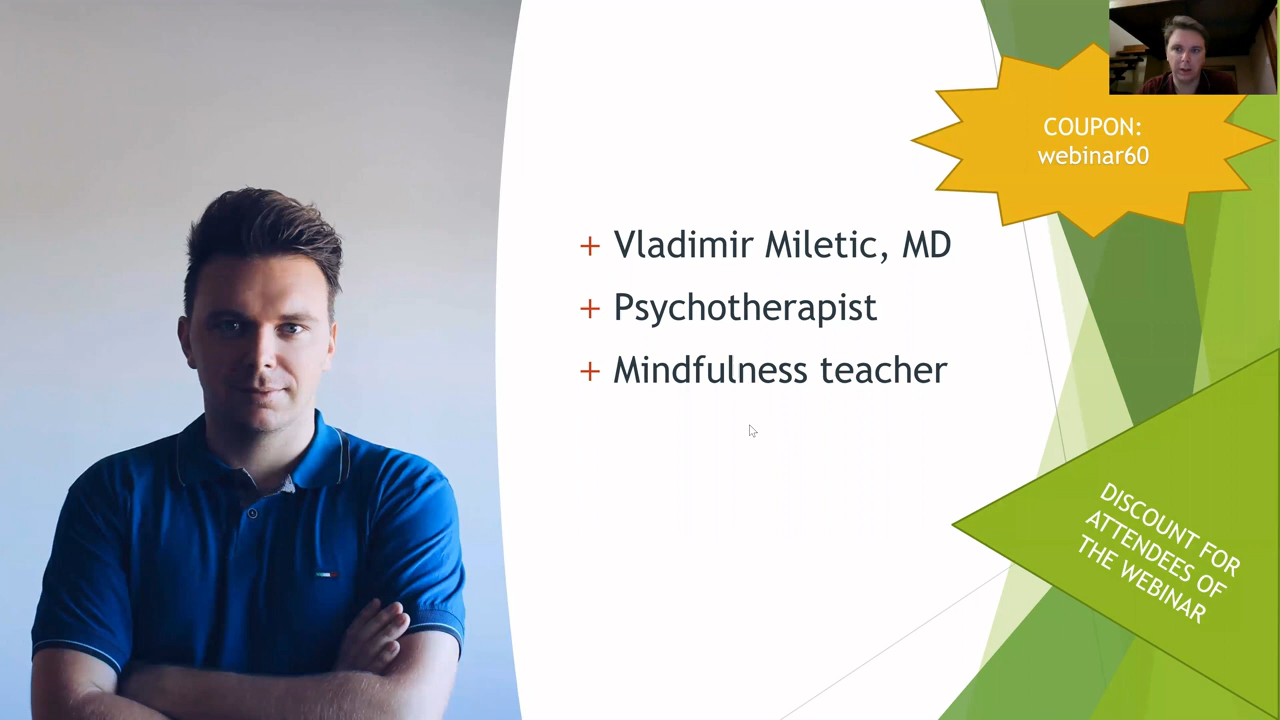 COUPON:
webinar60
+ Vladimir Miletic, MD
+ Psychotherapist
+ Mindfulness teacher
DISCOUNT FOR
ATTENDEES OF
THE WEBINAR